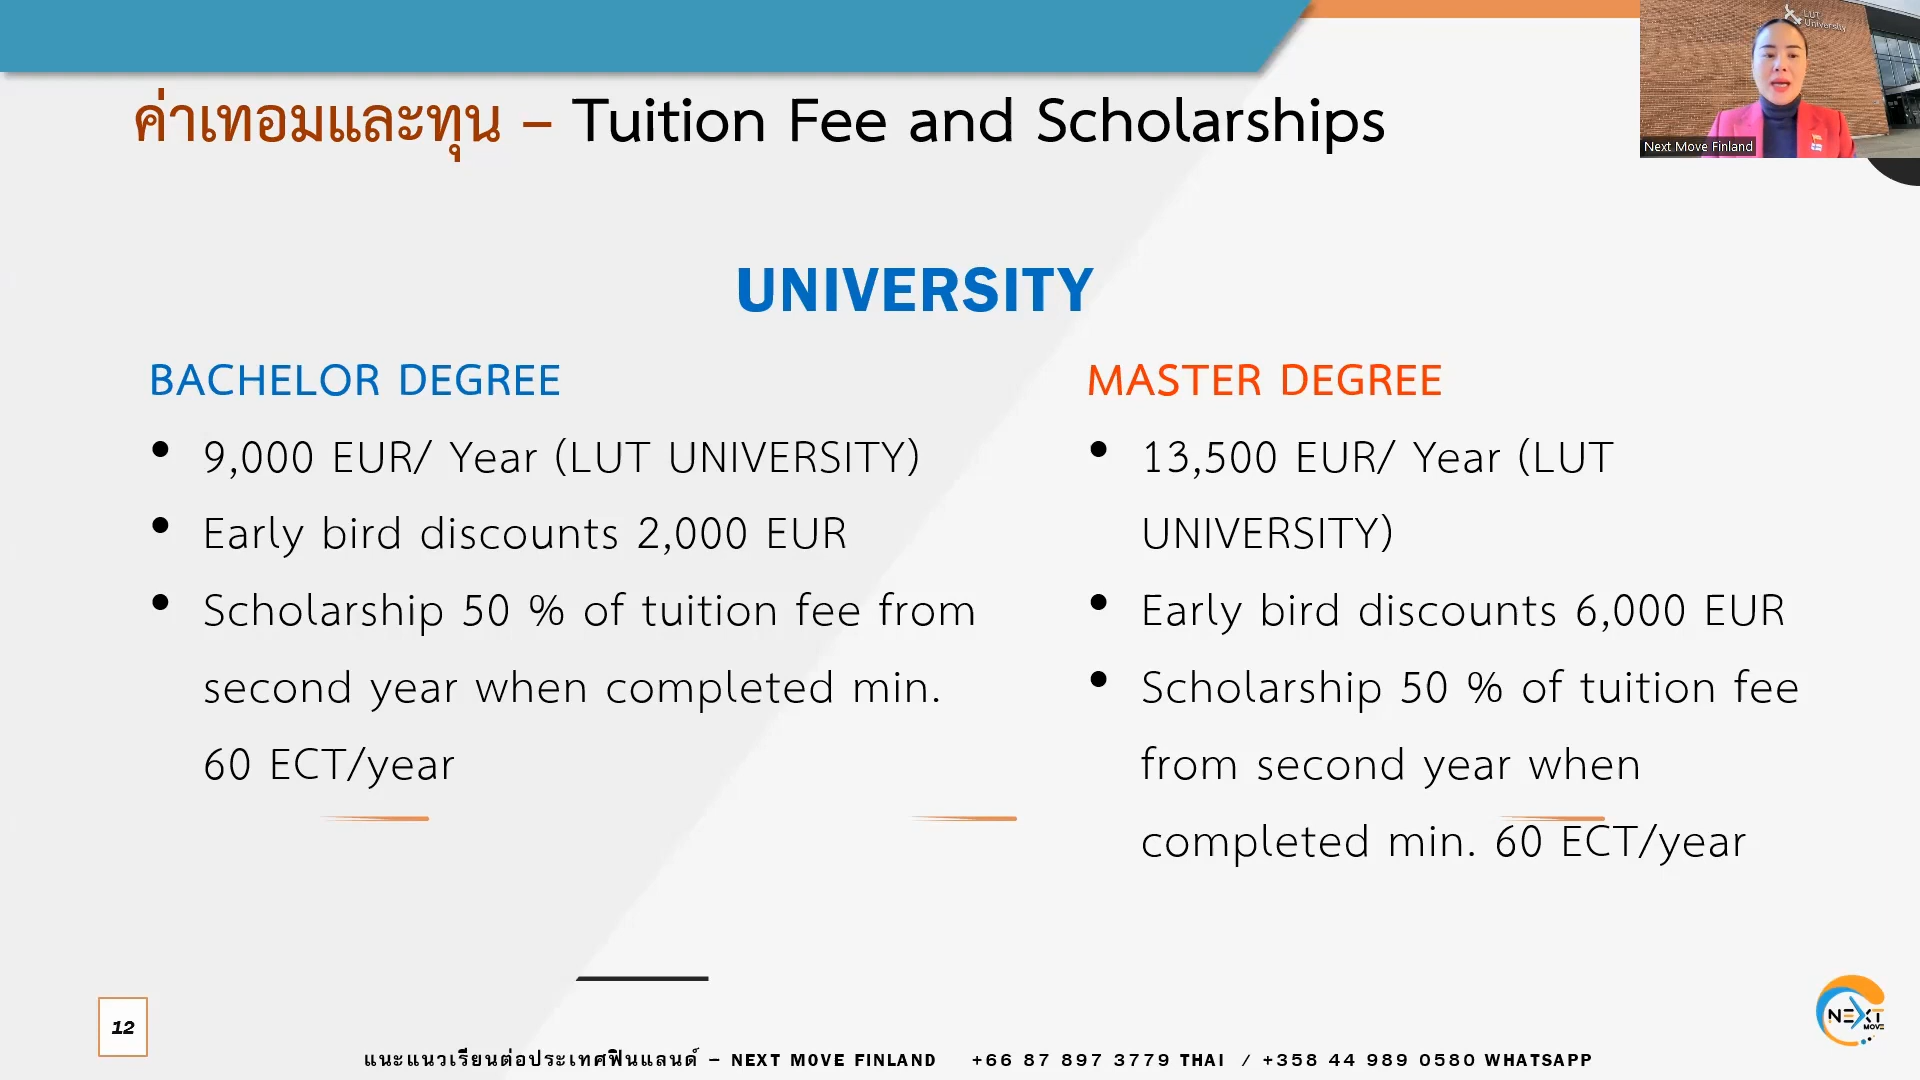 ค่าเทอมและทุน – Tuition Fee and Scholarships
LUT
University
Next Move Finland
UNIVERSITY
BACHELOR DEGREE
• 9,000 EUR/ Year (LUT UNIVERSITY)
• Early bird discounts 2,000 EUR
• Scholarship 50 % of tuition fee from
second year when completed min.
60 ECT/year
MASTER DEGREE
• 13,500 EUR/ Year (LUT
UNIVERSITY)
• Early bird discounts 6,000 EUR
• Scholarship 50 % of tuition fee
from second year when
completed min. 60 ECT/year
12
แนะแนวเรียนต่อประเทศฟินแลนด์ – NEXT MOVE FINLAND +66 87 897 3779 THAI / +358 44 989 0580 WHATSAPP
NEXT
MOVE